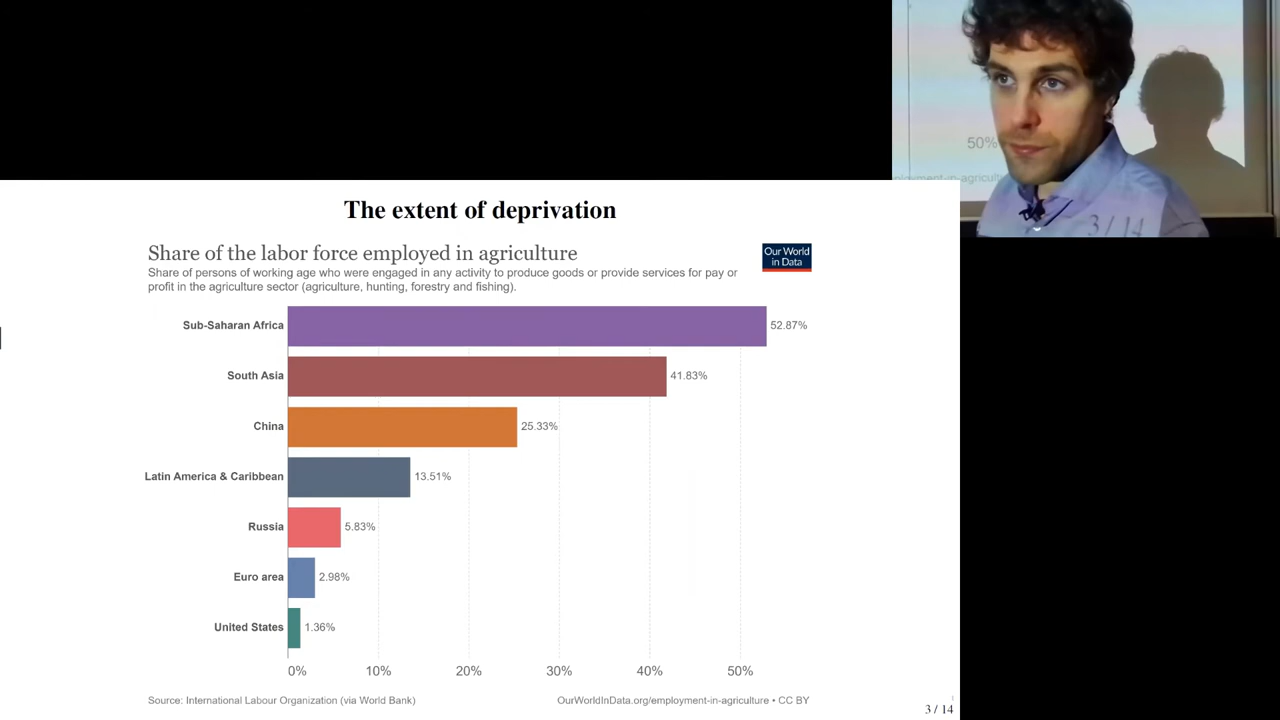 50%
ployment-in-agricultu
3/14
The extent of deprivation
Share of the labor force employed in agriculture
Our World
in Data
Share of persons of working age who were engaged in any activity to produce goods or provide services for pay or
profit in the agriculture sector (agriculture, hunting, forestry and fishing).
Sub-Saharan Africa 52.87%
South Asia 41.83%
China 25.33%
Latin America & Caribbean 13.51%
Russia 5.83%
Euro area 2.98%
United States 1.36%
0% 10% 20% 30% 40% 50%
Source: International Labour Organization (via World Bank) OurWorldInData.org/employment-in-agriculture • CC BY
3 / 14